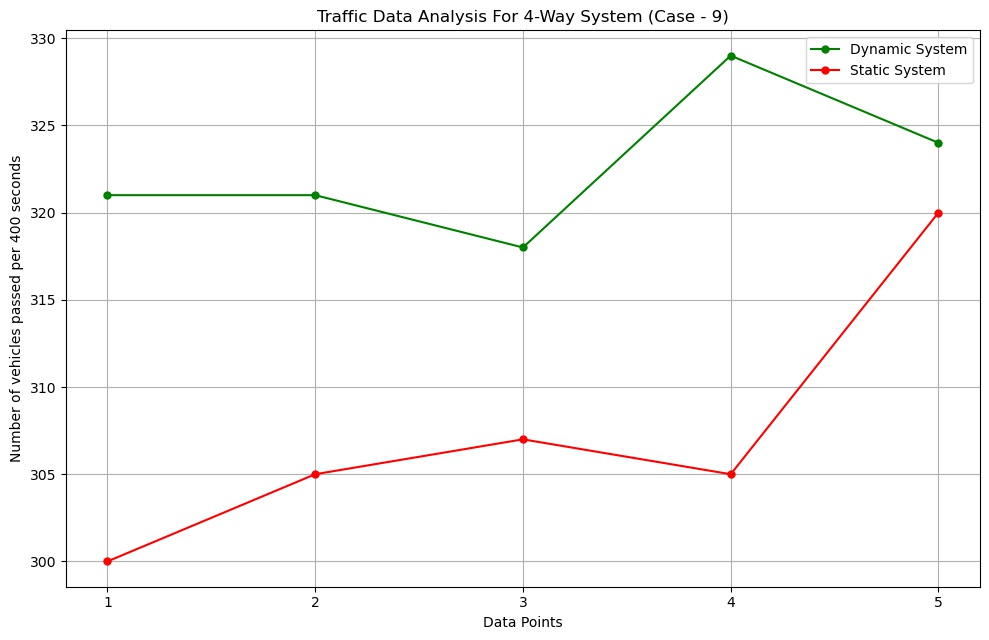 Traffic Data Analysis For 4-Way System (Case - 9)
Dynamic System
Static System
Number of vehicles passed per 400 seconds
330
325
320
315
310
305
300
1 2 3 4 5
Data Points